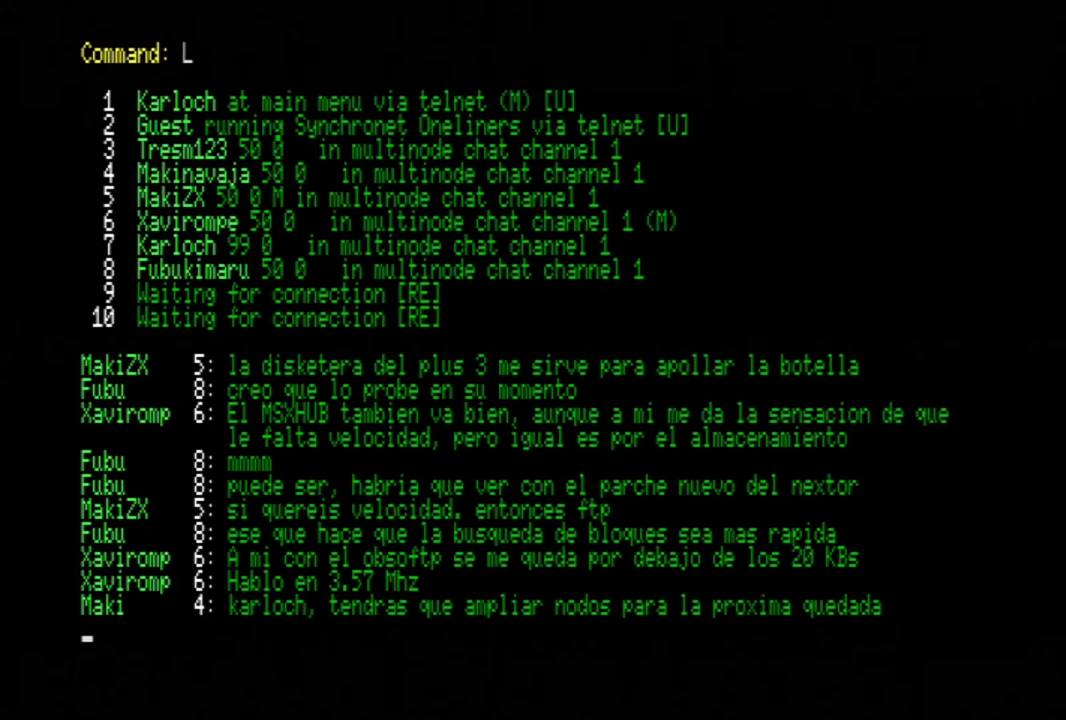 Command: L
1 Karloch at main menu via telnet (M) [U]
2 Guest running Synchronet Oneliners via telnet [U]
3 Tresm123 50 0 in multinode chat channel 1
4 Makinavaja 50 0 in multinode chat channel 1
5 MakiZX 50 0 M in multinode chat channel 1
6 Xavirompe 50 0 in multinode chat channel 1 (M)
7 Karloch 99 0 in multinode chat channel 1
8 Fubukimaru 50 0 in multinode chat channel 1
9 Waiting for connection [RE]
10 Waiting for connection [RE]
MakiZX 5: la disketera del plus 3 me sirve para apollar la botella
Fubu 8: creo que lo probe en su momento
Xaviromp 6: El MSXHUB tambien va bien, aunque a mi me da la sensacion de que
le falta velocidad, pero igual es por el almacenamiento
Fubu 8: mmmm
Fubu 8: puede ser, habria que ver con el parche nuevo del nextor
MakiZX 5: si quereis velocidad. entonces ftp
Fubu 8: ese que hace que la busqueda de bloques sea mas rapida
Xaviromp 6: A mi con el obsoftp se me queda por debajo de los 20 KBs
Xaviromp 6: Hablo en 3.57 Mhz
Maki 4: karloch, tendras que ampliar nodos para la proxima quedada